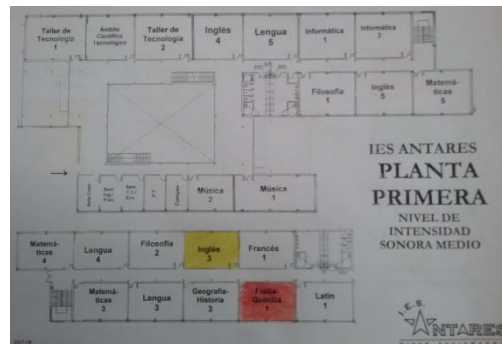 Taller de
Tecnología
1
Ámbito
Científico
Tecnológico
Taller de
Tecnología
2
Inglés
4
Lengua
5
Informática
1
Informática
2
Filosofía
1
Inglés
5
Matemá-
ticas
5
IES ANTARES
PLANTA
PRIMERA
NIVEL DE
INTENSIDAD
SONORA MEDIO
Música
2
Música
1
Matemá-
ticas
4
Lengua
4
Filosofía
2
Inglés
3
Francés
1
Matemá-
ticas
3
Lengua
3
Geografía-
Historia
3
Física-
Química
1
Latín
1
I.E.S.
ANTARES